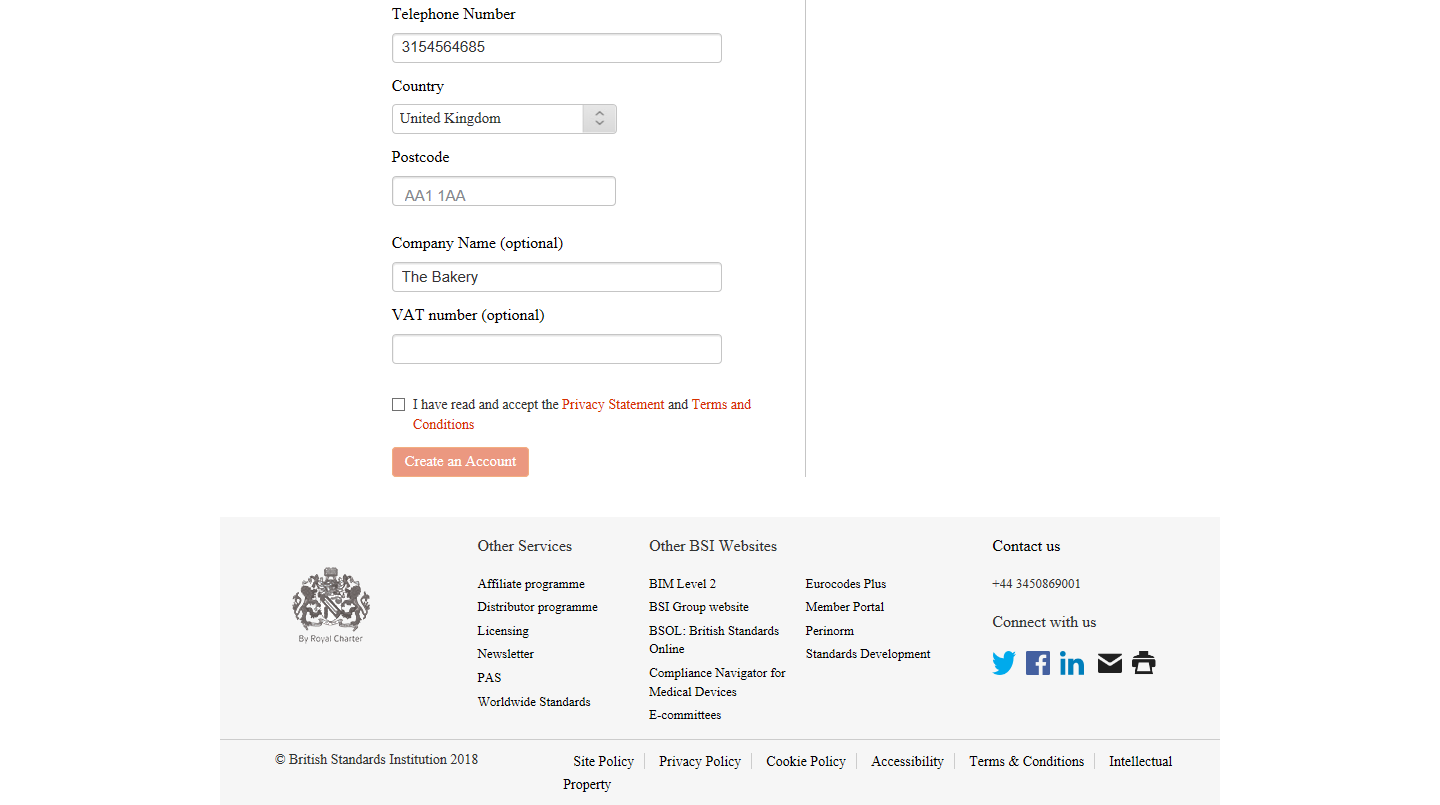 Telephone Number
3154564685
Country
United Kingdom
Postcode
AA1 1AA
Company Name (optional)
The Bakery
VAT number (optional)
I have read and accept the Privacy Statement and Terms and
Conditions
Create an Account
By Royal Charter
Other Services
Affiliate programme
Distributor programme
Licensing
Newsletter
PAS
Worldwide Standards
Other BSI Websites
BIM Level 2
BSI Group website
BSOL: British Standards
Online
Compliance Navigator for
Medical Devices
E-committees
Eurocodes Plus
Member Portal
Perinorm
Standards Development
Contact us
+44 3450869001
Connect with us
© British Standards Institution 2018
Site Policy Privacy Policy Cookie Policy Accessibility Terms & Conditions Intellectual
Property